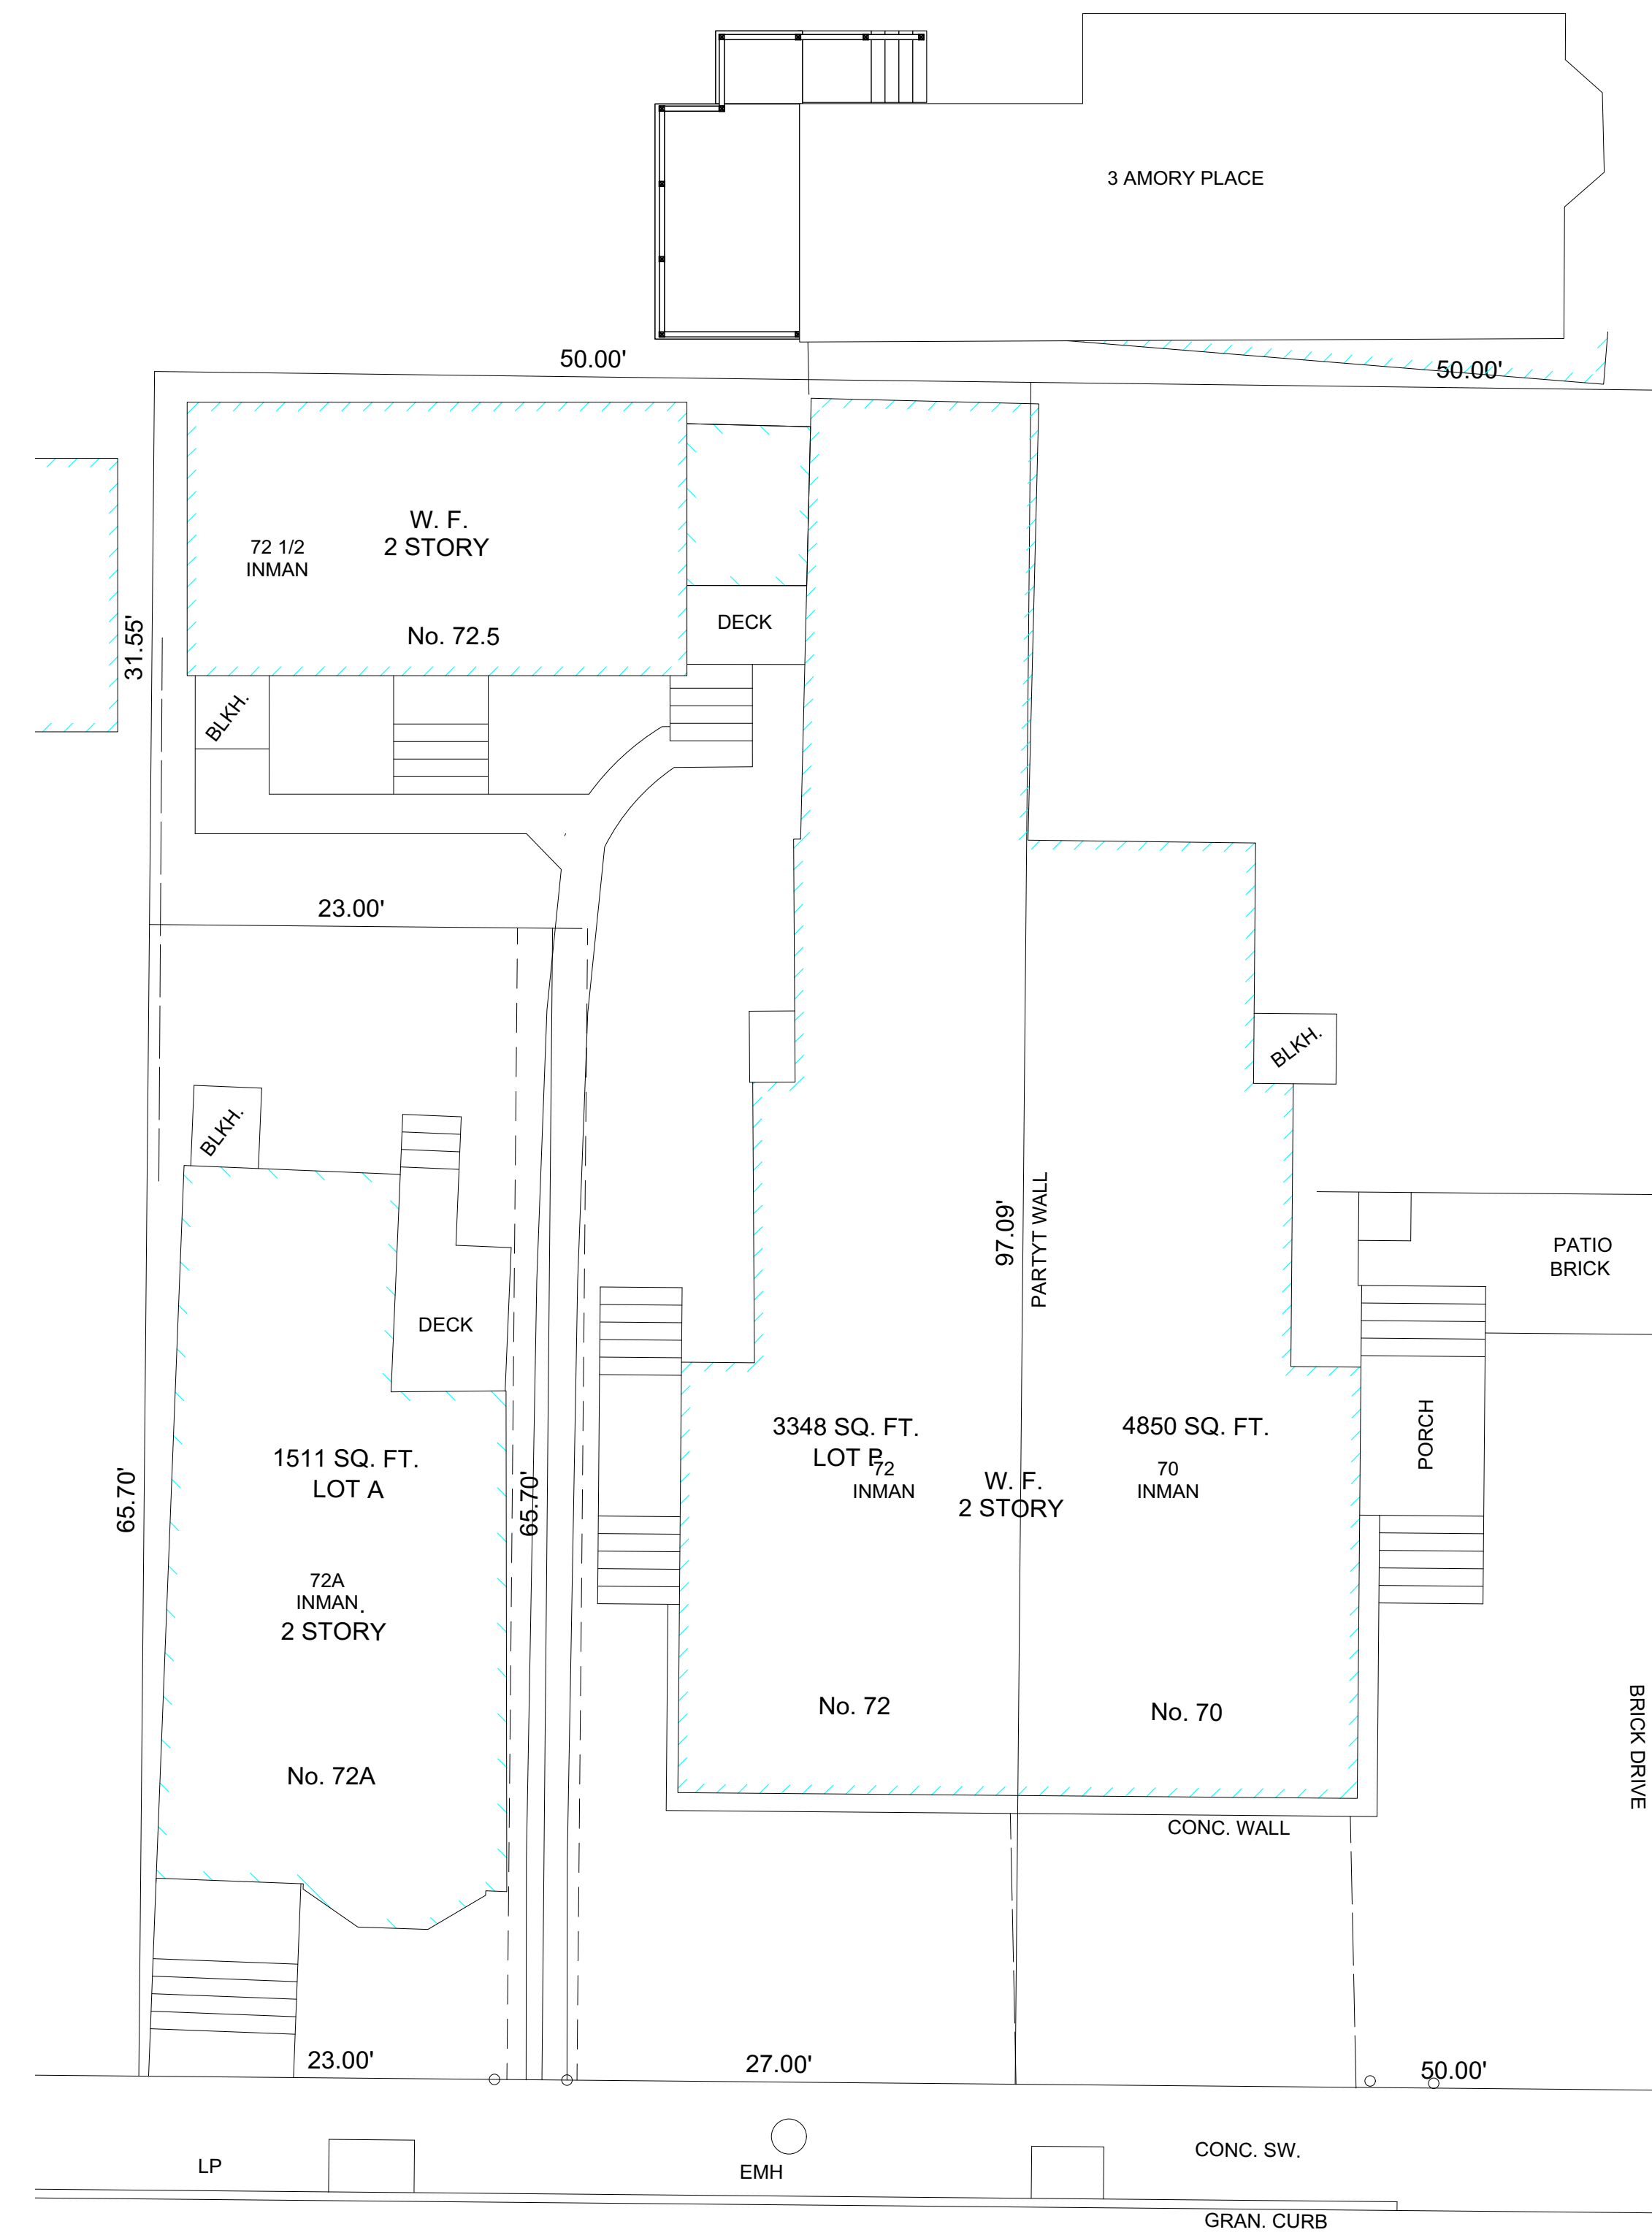 3 AMORY PLACE
50.00'
50.00'
W. F.
2 STORY
72 1/2
INMAN
No. 72.5
DECK
31.55'
BLKH.
23.00'
BLKH.
BLKH.
97.09'
PARTYT WALL
PATIO
BRICK
DECK
PORCH
1511 SQ. FT.
LOT A
3348 SQ. FT.
LOT B
72
INMAN
4850 SQ. FT.
70
INMAN
W. F.
2 STORY
65.70'
65.70'
72A
INMAN.
2 STORY
No. 72
No. 70
No. 72A
BRICK DRIVE
CONC. WALL
23.00'
27.00'
50.00'
LP
EMH
CONC. SW.
GRAN. CURB